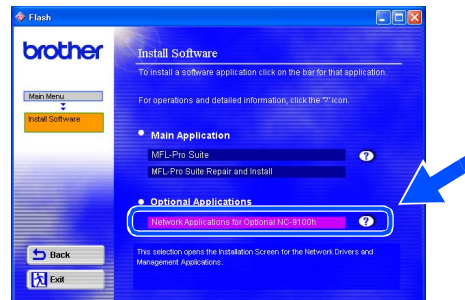 Flash
brother
Install Software
To install a software application click on the bar for that application.
For operations and detailed information, click the "?" icon.
Main Menu
Install Software
Main Application
MFL-Pro Suite ?
MFL-Pro Suite Repair and Install
Optional Applications
Network Applications for Optional NC-9100h ?
This selection opens the Installation Screen for the Network Drivers and
Management Applications.
Back
Exit